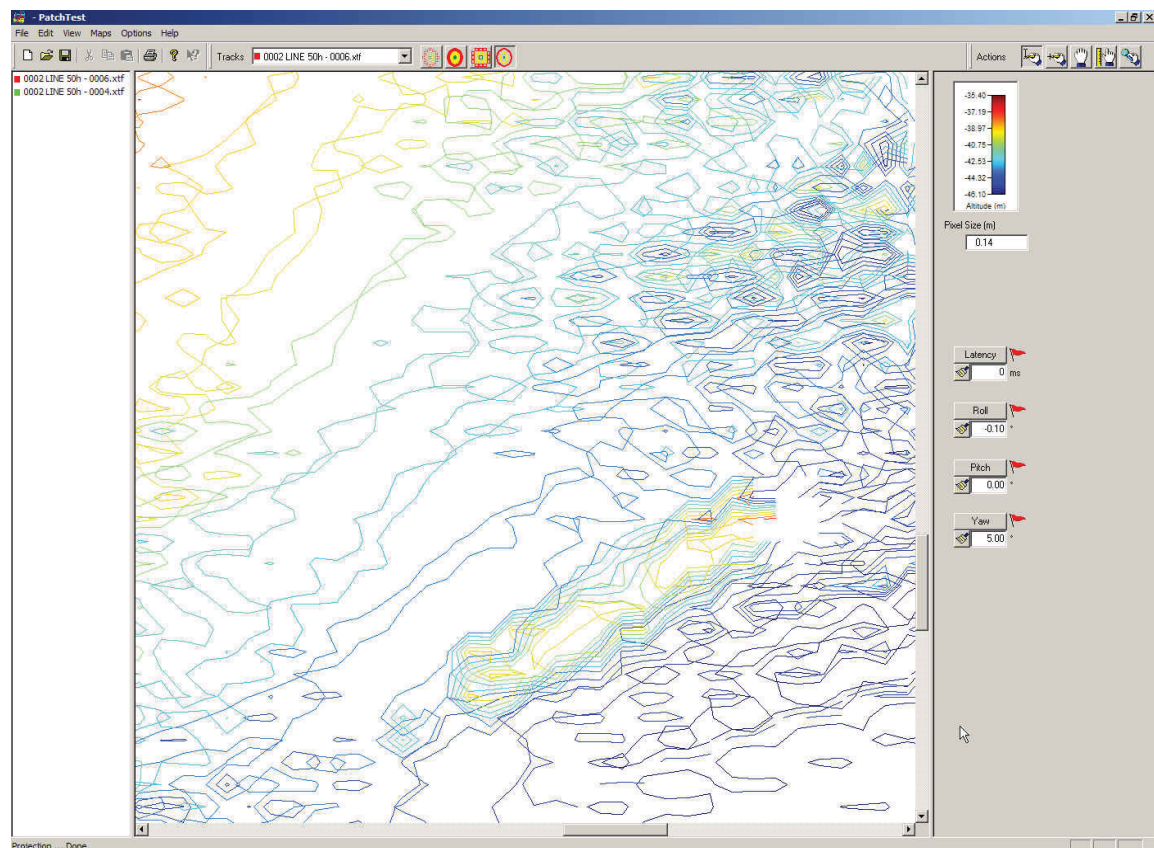 - PatchTest
File Edit View Maps Options Help
Tracks 0002 LINE 50h - 0006.xtf Actions
0002 LINE 50h - 0006.xtf
0002 LINE 50h - 0004.xtf
-35.40
-37.19
-38.97
-40.75
-42.53
-44.32
-46.10
Altitude (m)
Pixel Size (m)
0.14
Latency
0 ms
Roll
-0.10 °
Pitch
0.00 °
Yaw
5.00 °
Projection .... Done